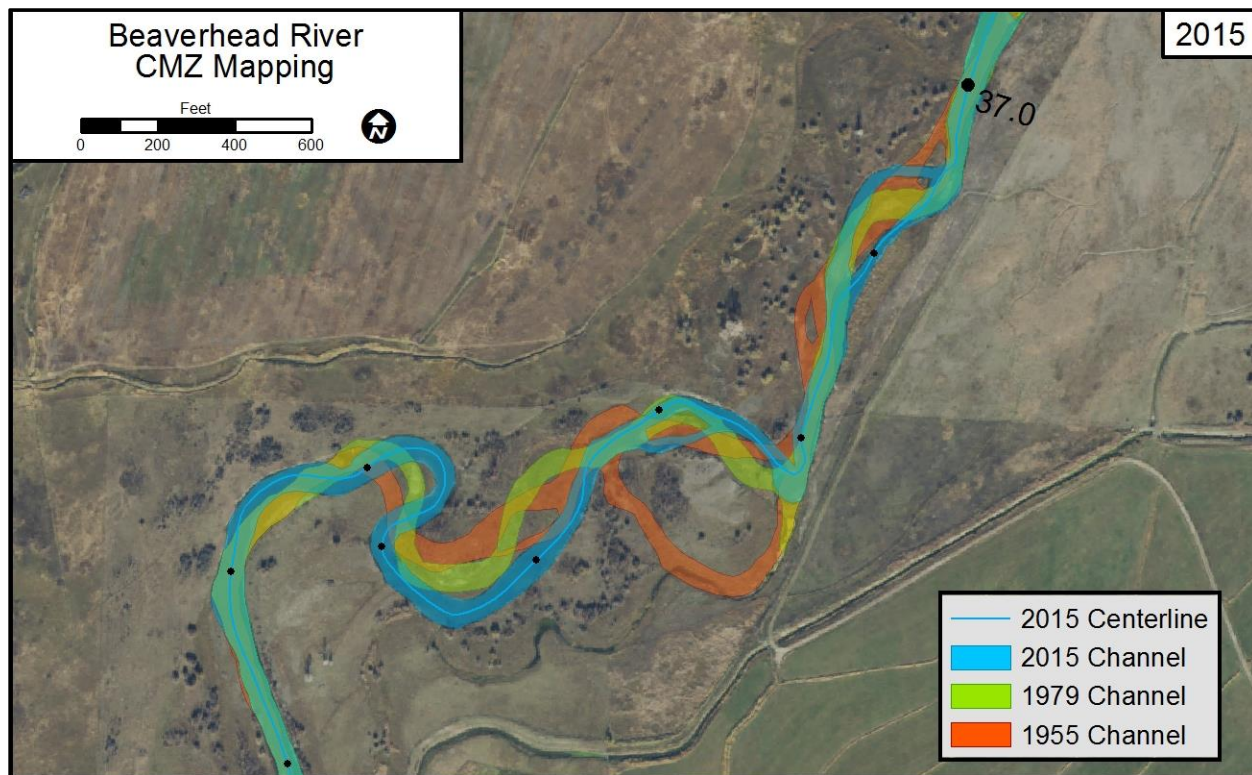 Beaverhead River
CMZ Mapping
Feet
0 200 400 600
N
2015
37.0
2015 Centerline
2015 Channel
1979 Channel
1955 Channel